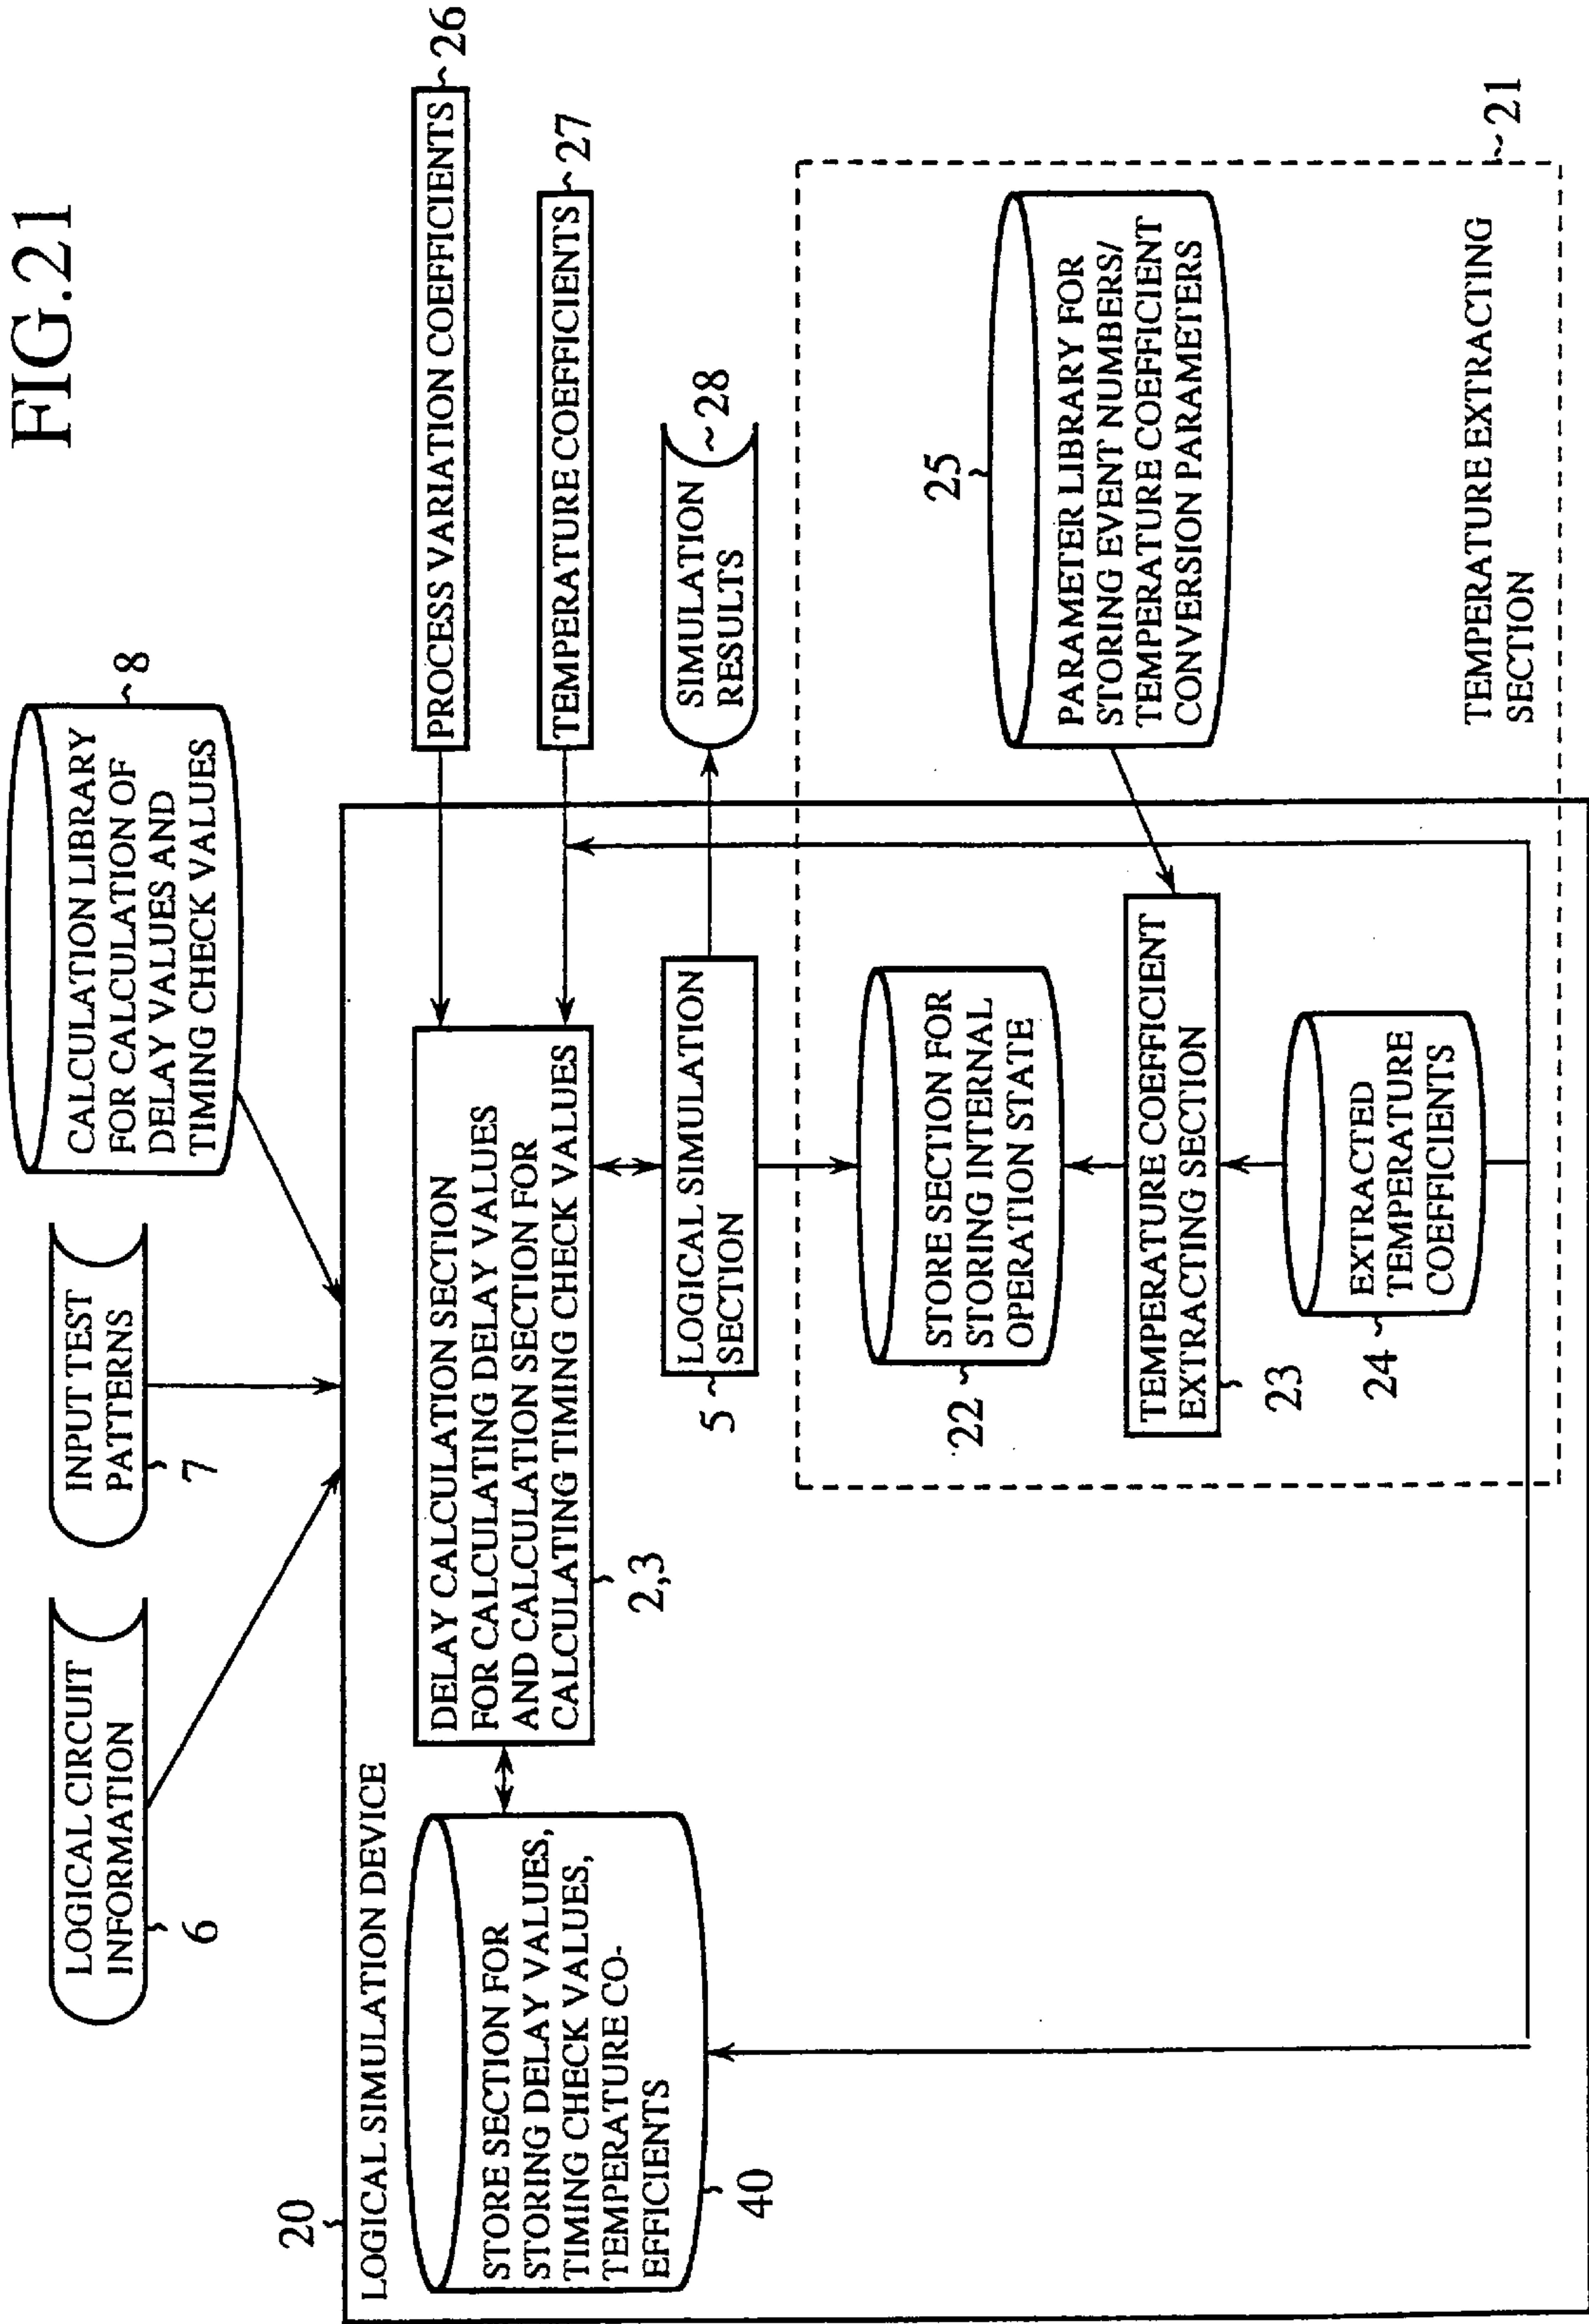 FIG.21
LOGICAL CIRCUIT
INFORMATION
6
INPUT TEST
PATTERNS
7
CALCULATION LIBRARY
FOR CALCULATION OF
DELAY VALUES AND
TIMING CHECK VALUES
8
20
LOGICAL SIMULATION DEVICE
STORE SECTION FOR
STORING DELAY VALUES,
TIMING CHECK VALUES,
TEMPERATURE CO-
EFFICIENTS
40
DELAY CALCULATION SECTION
FOR CALCULATING DELAY VALUES
AND CALCULATION SECTION FOR
CALCULATING TIMING CHECK VALUES
2,3
PROCESS VARIATION COEFFICIENTS
26
TEMPERATURE COEFFICIENTS
27
LOGICAL SIMULATION
SECTION
5
SIMULATION
RESULTS
28
STORE SECTION FOR
STORING INTERNAL
OPERATION STATE
22
TEMPERATURE COEFFICIENT
EXTRACTING SECTION
23
EXTRACTED
TEMPERATURE
COEFFICIENTS
24
25
PARAMETER LIBRARY FOR
STORING EVENT NUMBERS/
TEMPERATURE COEFFICIENT
CONVERSION PARAMETERS
TEMPERATURE EXTRACTING
SECTION
21